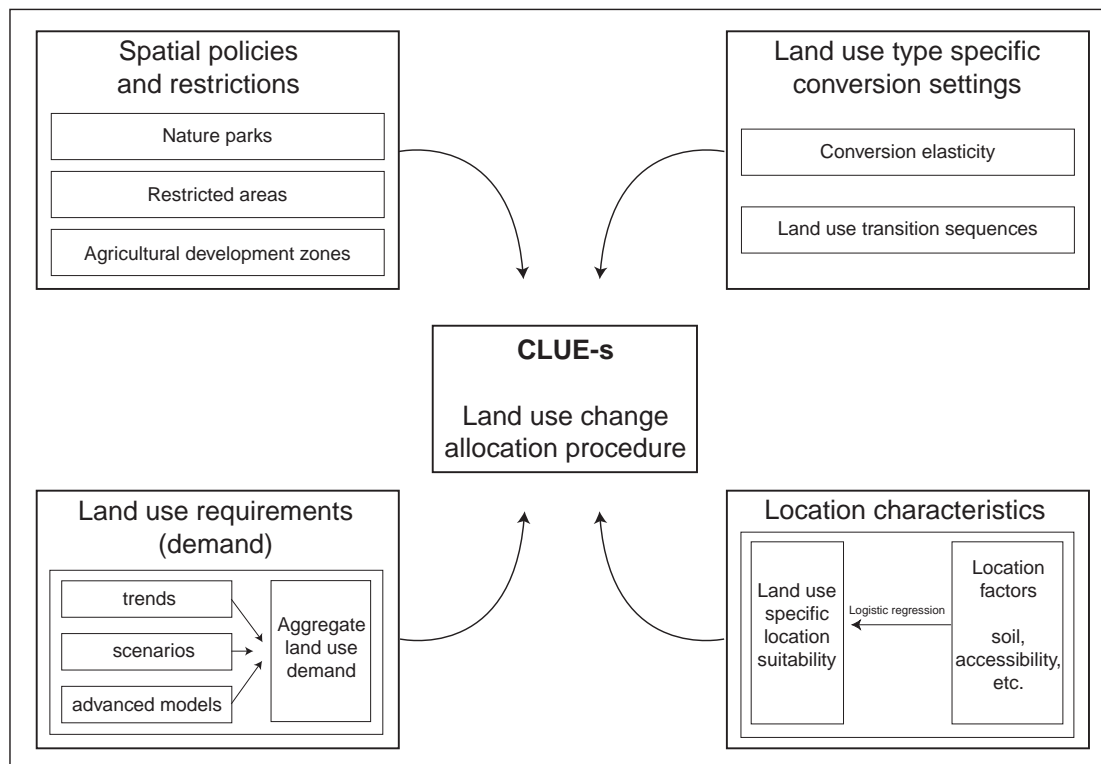 Spatial policies
and restrictions
Nature parks
Restricted areas
Agricultural development zones
Land use type specific
conversion settings
Conversion elasticity
Land use transition sequences
CLUE-s
Land use change
allocation procedure
Land use requirements
(demand)
trends
scenarios
advanced models
Aggregate
land use
demand
Location characteristics
Land use
specific
location
suitability
Logistic regression
Location
factors
soil,
accessibility,
etc.